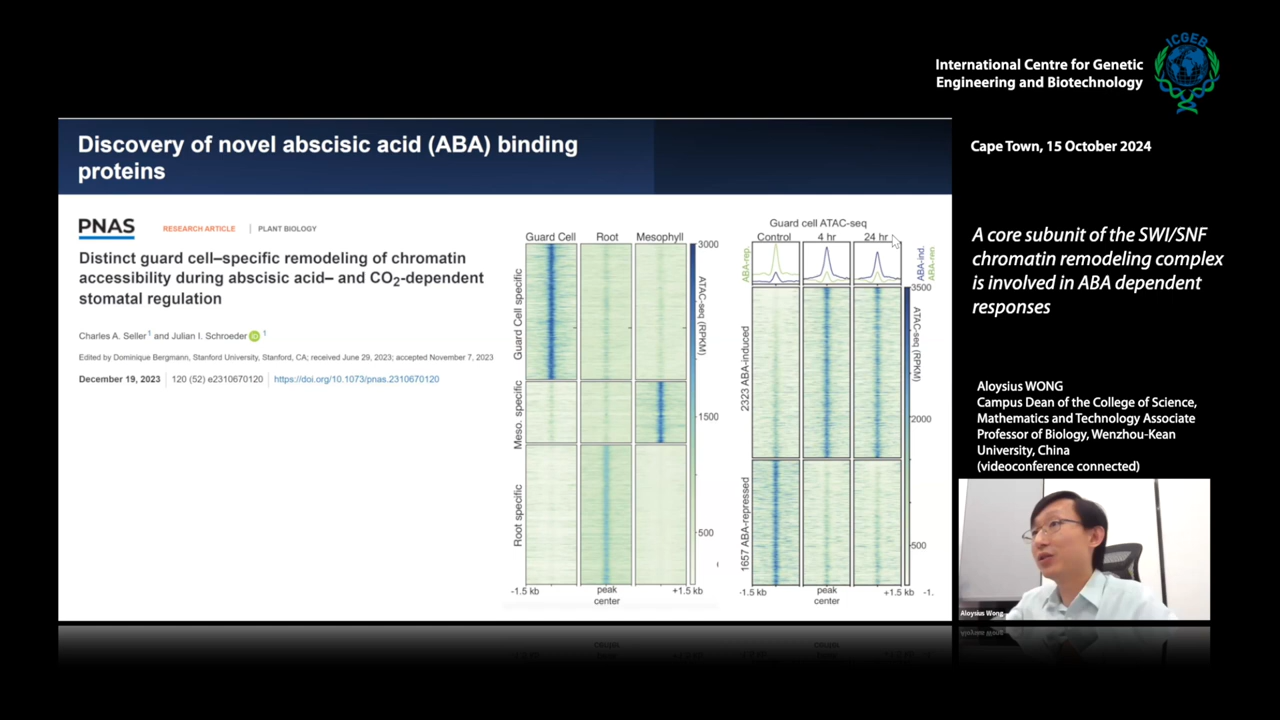 ICGEB
International Centre for Genetic
Engineering and Biotechnology
Cape Town, 15 October 2024
Discovery of novel abscisic acid (ABA) binding
proteins
PNAS
RESEARCH ARTICLE | PLANT BIOLOGY
Distinct guard cell–specific remodeling of chromatin
accessibility during abscisic acid– and CO2-dependent
stomatal regulation
Charles A. Seller1 and Julian I. Schroeder iD 1
Edited by Dominique Bergmann, Stanford University, Stanford, CA; received June 29, 2023; accepted November 7, 2023
December 19, 2023 | 120 (52) e2310670120 | https://doi.org/10.1073/pnas.2310670120
Guard Cell Root Mesophyll
Guard Cell specific
Meso. specific
Root specific
3000
1500
500
ATAC-seq (RPKM)
-1.5 kb peak +1.5 kb
center
Guard cell ATAC-seq
Control 4 hr 24 hr
ABA-rep.
ABA-ind.
ABA-rep
2323 ABA-induced
1657 ABA-repressed
3500
2000
500
ATAC-seq (RPKM)
-1.5 kb peak +1.5 kb -1.
center
A core subunit of the SWI/SNF
chromatin remodeling complex
is involved in ABA dependent
responses
Aloysius WONG
Campus Dean of the College of Science,
Mathematics and Technology Associate
Professor of Biology, Wenzhou-Kean
University, China
(videoconference connected)
Aloysius Wong